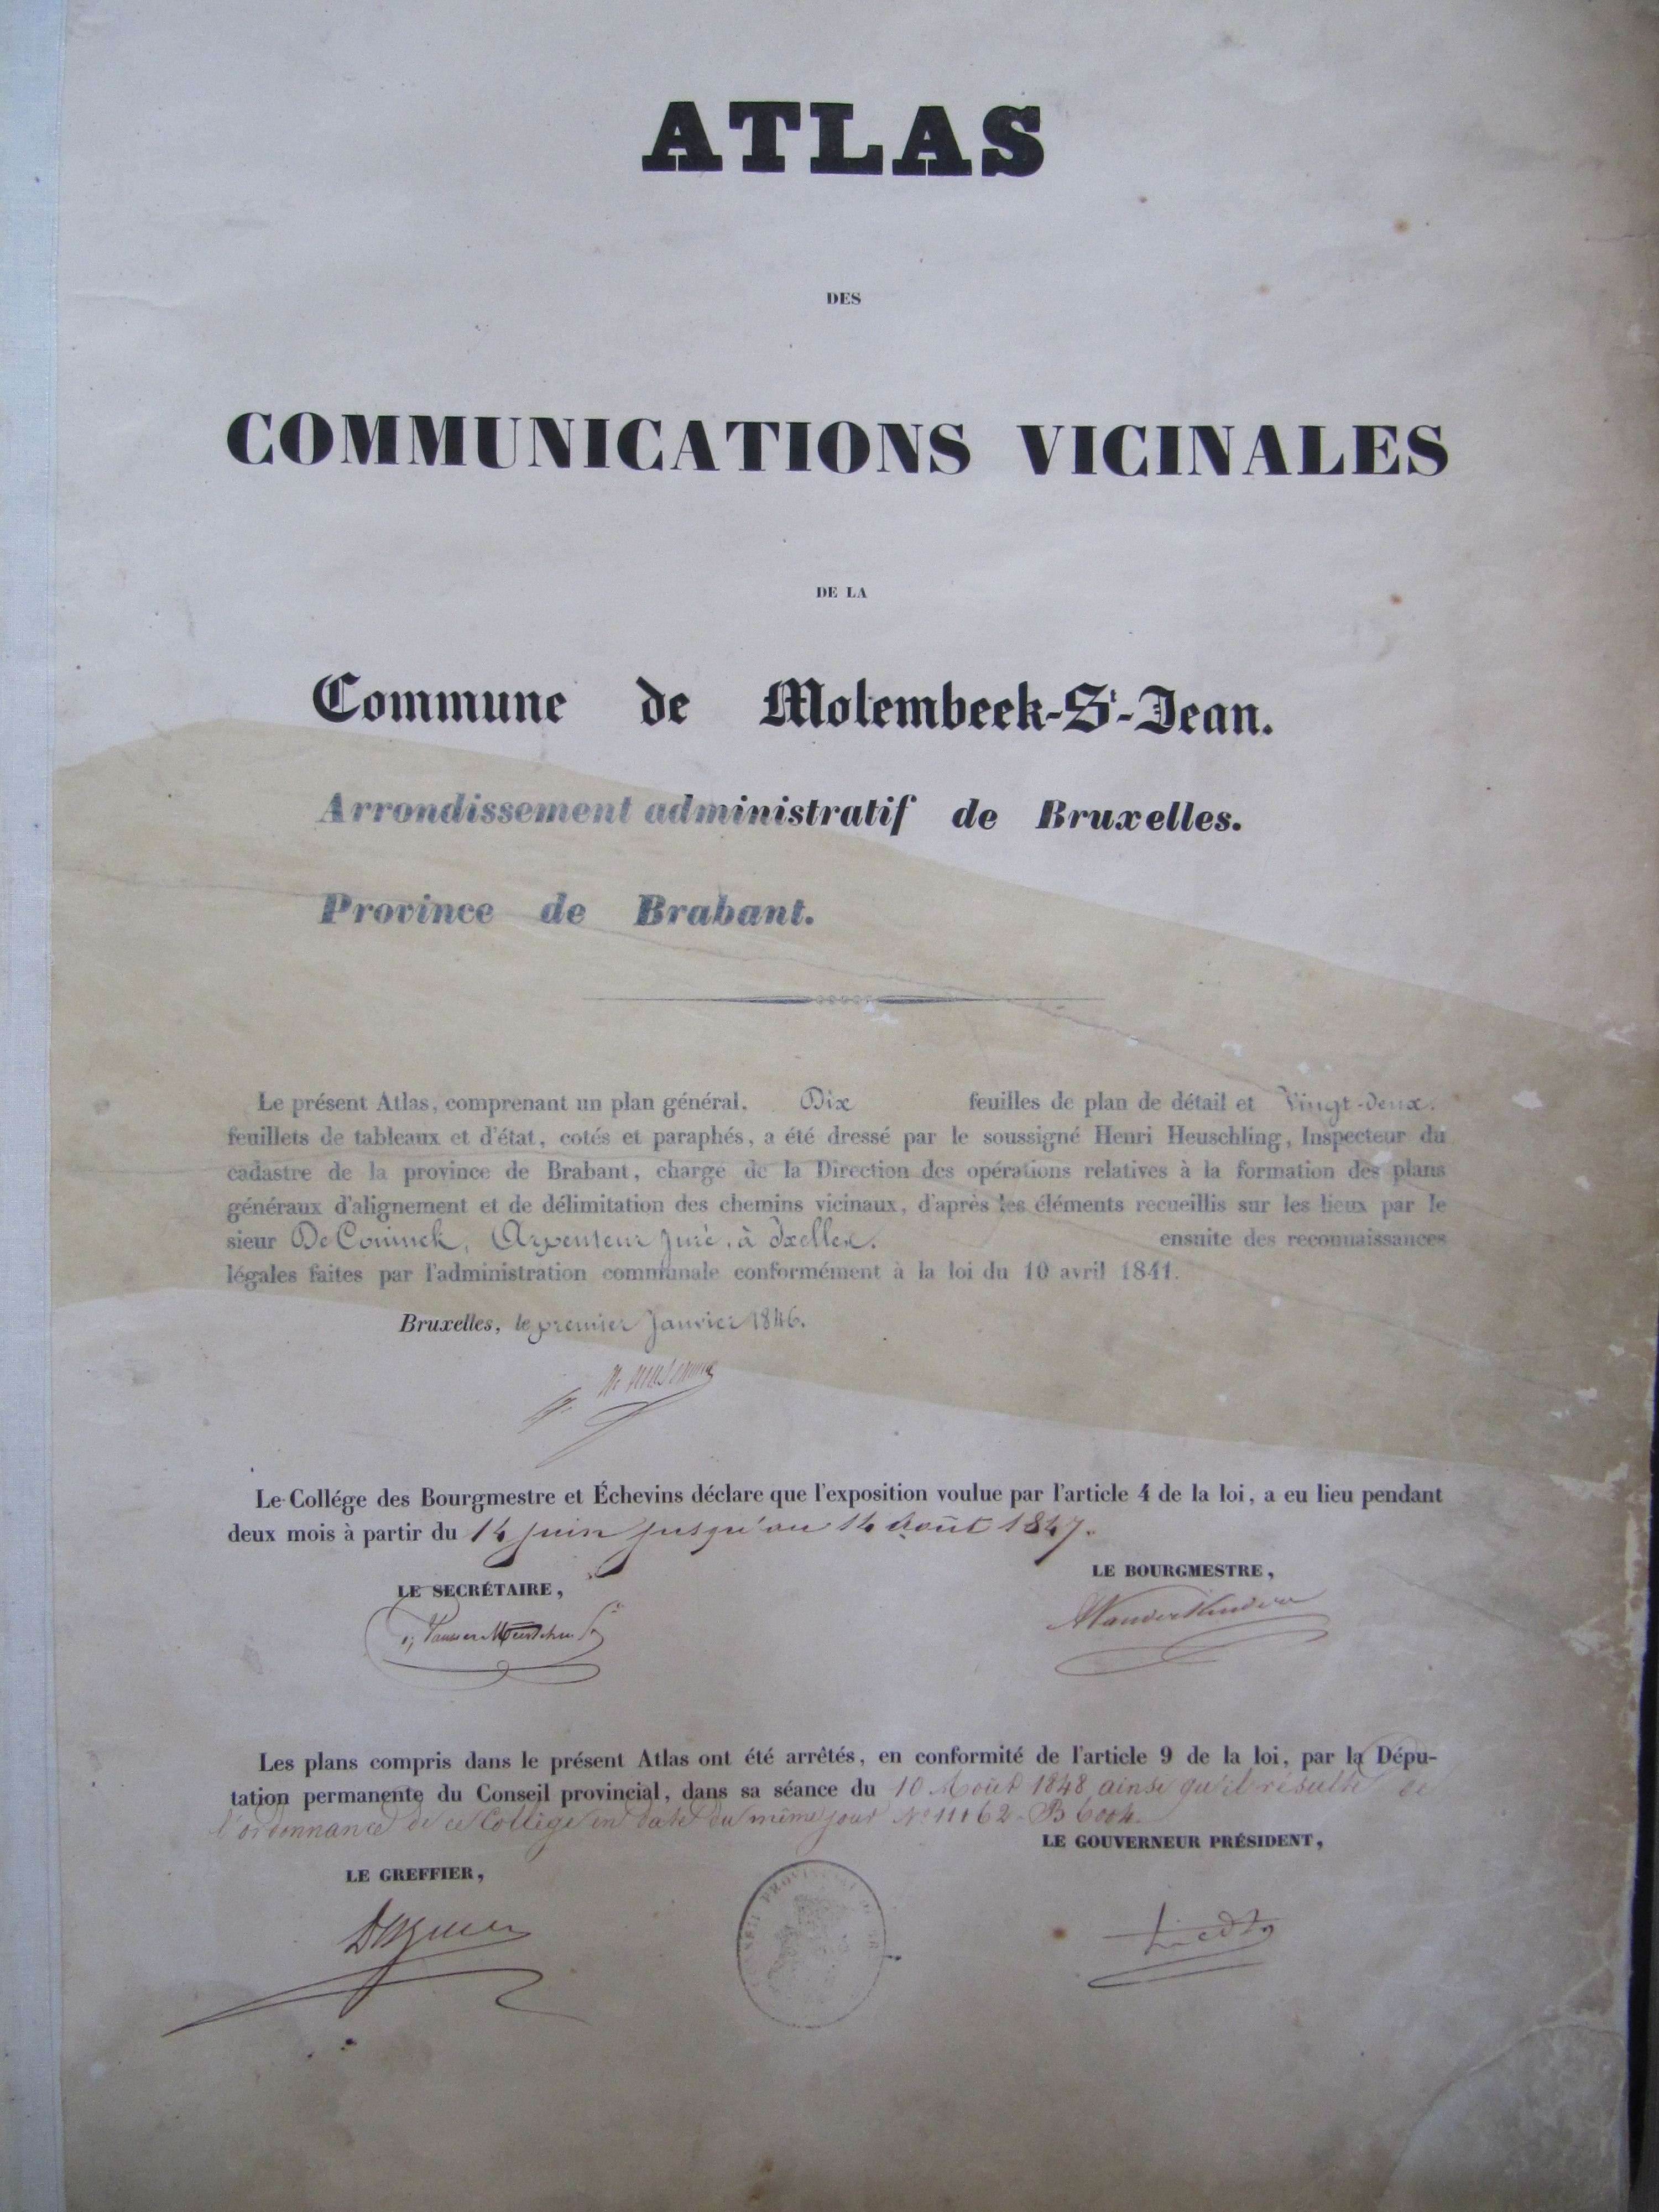 ATLAS
DES
COMMUNICATIONS VICINALES
DE LA
Commune de Molembeek-St-Jean.
Arrondissement administratif de Bruxelles.
Province de Brabant.
Le présent Atlas, comprenant un plan général, Dix feuilles de plan de détail et Vingt-deux.
feuillets de tableaux et d'état, cotés et paraphés, a été dressé par le soussigné Henri Heuschling, Inspecteur du
cadastre de la province de Brabant, chargé de la Direction des opérations relatives à la formation des plans
généraux d'alignement et de délimitation des chemins vicinaux, d'après les éléments recueillis sur les lieux par le
sieur De Coninck, Arpenteur juré, à Ixelles. ensuite des reconnaissances
légales faites par l'administration communale conformément à la loi du 10 avril 1841.
Bruxelles, le premier Janvier 1846.
Le Collége des Bourgmestre et Échevins déclare que l'exposition voulue par l'article 4 de la loi, a eu lieu pendant
deux mois à partir du 14 juin jusqu'au 14 Août 1847.
LE BOURGMESTRE,
LE SECRÉTAIRE,
Les plans compris dans le présent Atlas ont été arrêtés, en conformité de l'article 9 de la loi, par la Dépu-
tation permanente du Conseil provincial, dans sa séance du 10 Août 1848 ainsi qu'il résulte de
l'ordonnance de ce Collège en date du même jour No 11162 - B 6004.
LE GOUVERNEUR PRÉSIDENT,
LE GREFFIER,